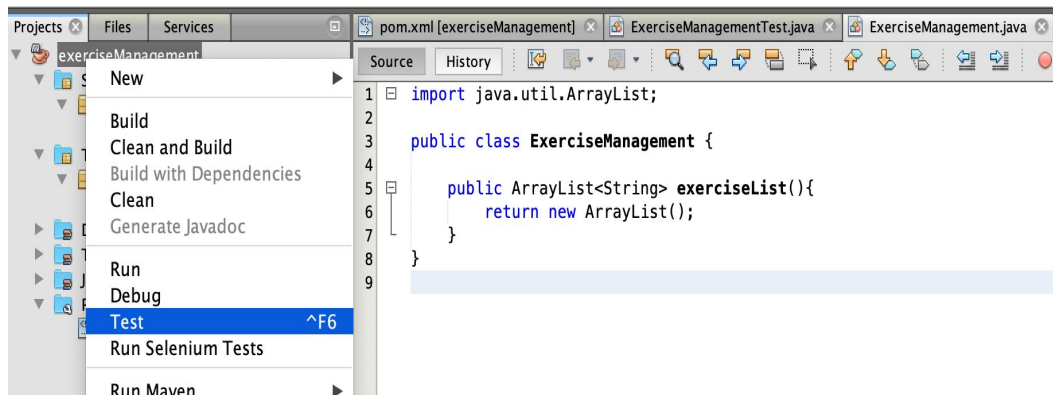 Projects Files Services
pom.xml [exerciseManagement] ExerciseManagementTest.java ExerciseManagement.java
exerciseManagement
Source History
New
Build
Clean and Build
Build with Dependencies
Clean
Generate Javadoc
Run
Debug
Test ^F6
Run Selenium Tests
Run Maven
1 import java.util.ArrayList;
2
3 public class ExerciseManagement {
4
5 public ArrayList<String> exerciseList(){
6 return new ArrayList();
7 }
8 }
9